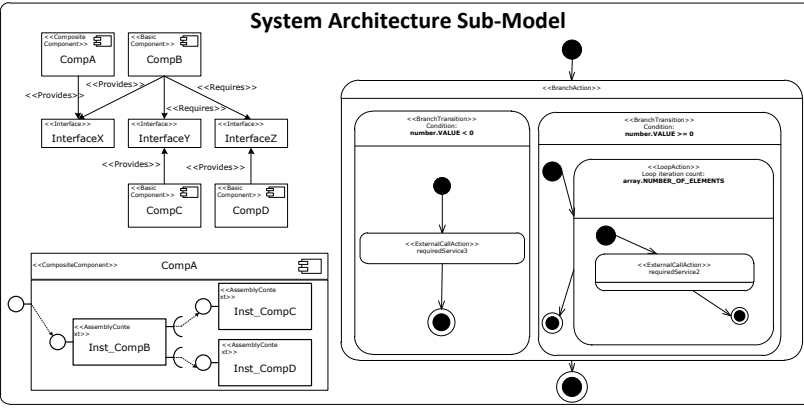 System Architecture Sub-Model
<<Composite
Component>>
CompA
<<Basic
Component>>
CompB
<<Provides>>
<<Provides>>
<<Requires>>
<<Requires>>
<<Interface>>
InterfaceX
<<Interface>>
InterfaceY
<<Interface>>
InterfaceZ
<<Provides>>
<<Provides>>
<<Basic
Component>>
CompC
<<Basic
Component>>
CompD
<<CompositeComponent>>
CompA
<<AssemblyConte
xt>>
Inst_CompB
<<AssemblyConte
xt>>
Inst_CompC
<<AssemblyConte
xt>>
Inst_CompD
<<BranchAction>>
<<BranchTransition>>
Condition:
number.VALUE < 0
<<ExternalCallAction>>
requiredService3
<<BranchTransition>>
Condition:
number.VALUE >= 0
<<LoopAction>>
Loop iteration count:
array.NUMBER_OF_ELEMENTS
<<ExternalCallAction>>
requiredService2